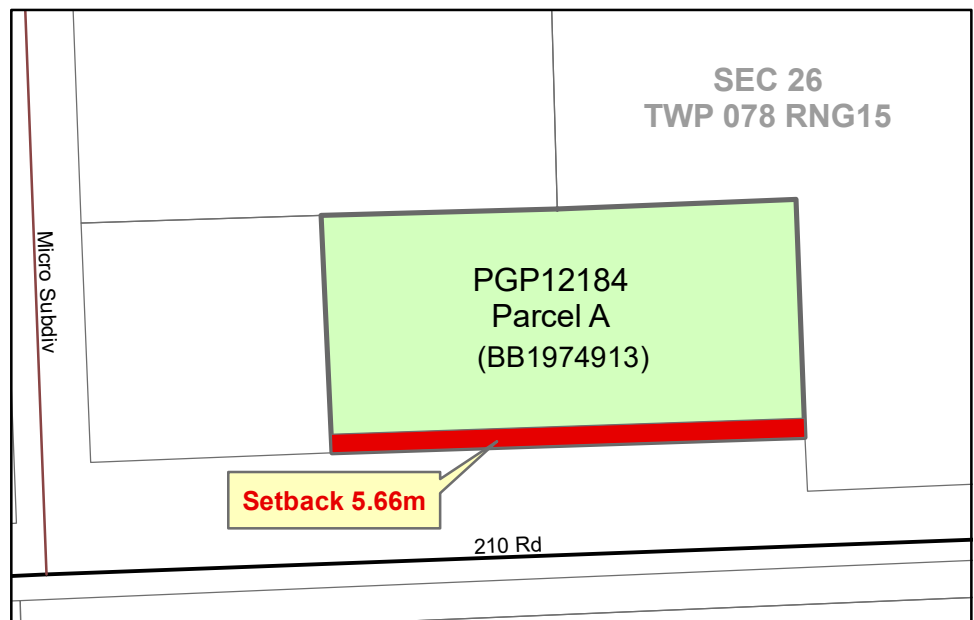 SEC 26
TWP 078 RNG15
Micro Subdiv
PGP12184
Parcel A
(BB1974913)
Setback 5.66m
210 Rd